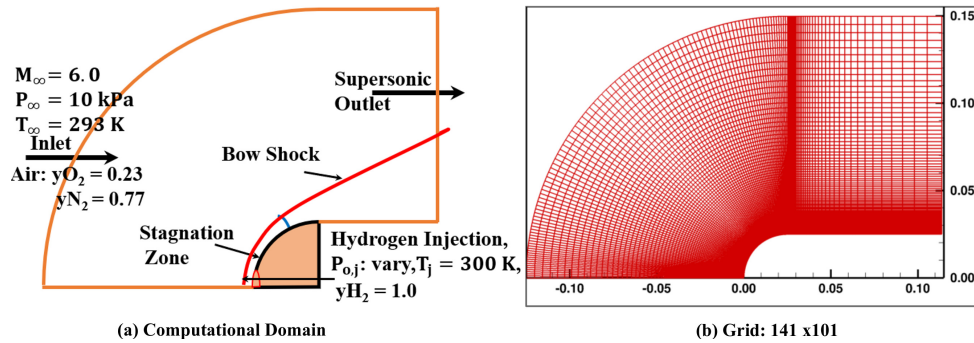 M∞ = 6.0
P∞ = 10 kPa
T∞ = 293 K
Inlet
Air: yO₂ = 0.23
yN₂ = 0.77
Supersonic
Outlet
Bow Shock
Stagnation
Zone
Hydrogen Injection,
P₀,ⱼ: vary, Tⱼ = 300 K,
yH₂ = 1.0
(a) Computational Domain
0.15
0.10
0.05
0.00
-0.10
-0.05
0.00
0.05
0.10
(b) Grid: 141 x101